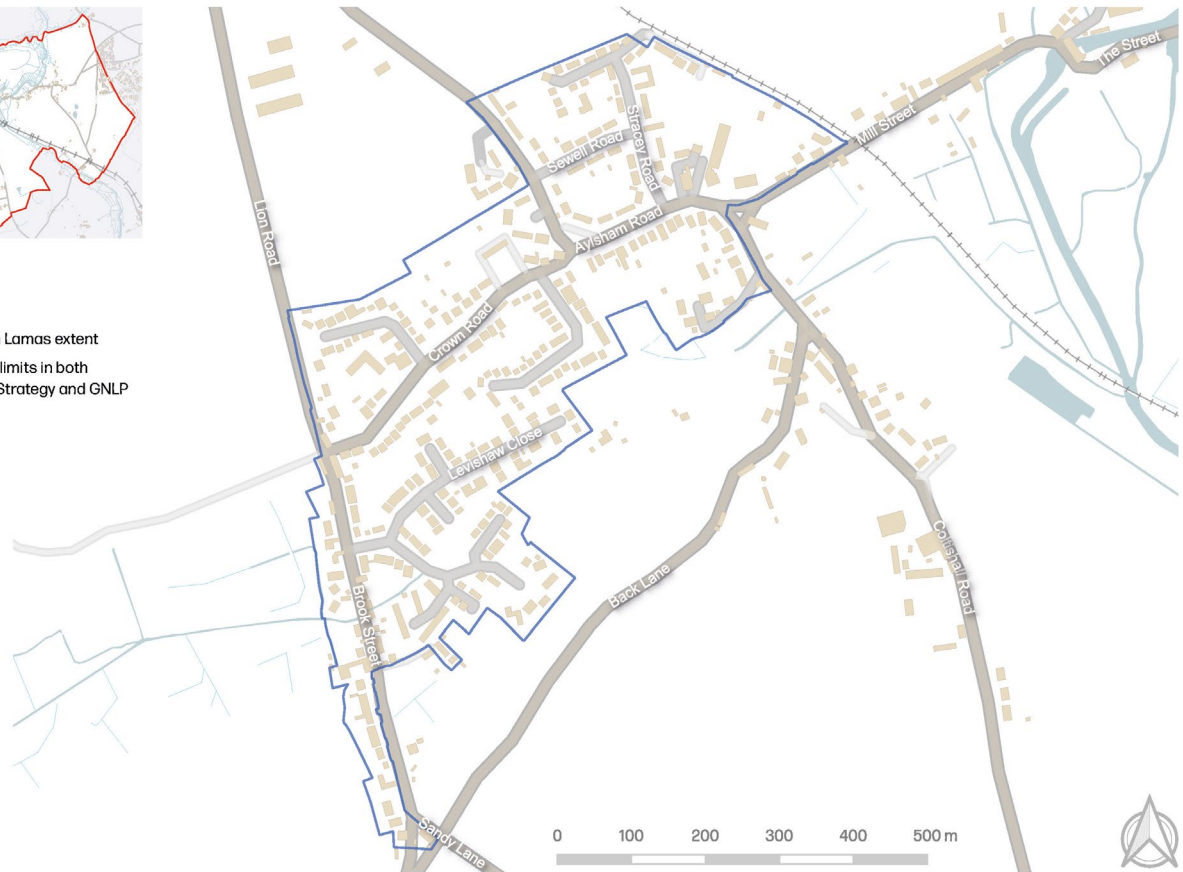 The Street
Mill Street
Stracey Road
Sewell Road
Lion Road
Aylsham Road
Crown Road
Lamas extent
limits in both
Strategy and GNLP
Levishaw Close
Coltishall Road
Back Lane
Brook Street
Sandy Lane
0 100 200 300 400 500 m